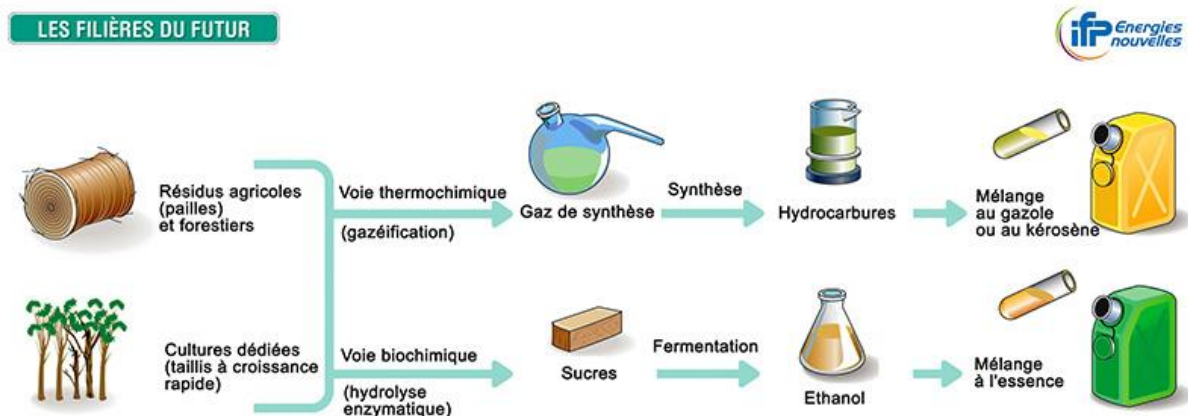 LES FILIÈRES DU FUTUR
ifP Energies
nouvelles
Résidus agricoles
(pailles)
et forestiers
Voie thermochimique
(gazéification)
Gaz de synthèse
Synthèse
Hydrocarbures
Mélange
au gazole
ou au kérosène
Cultures dédiées
(taillis à croissance
rapide)
Voie biochimique
(hydrolyse
enzymatique)
Sucres
Fermentation
Ethanol
Mélange
à l'essence